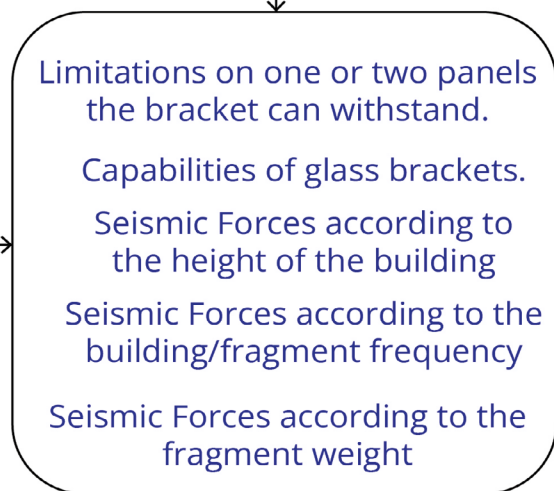 Limitations on one or two panels
the bracket can withstand.
Capabilities of glass brackets.
Seismic Forces according to
the height of the building
Seismic Forces according to the
building/fragment frequency
Seismic Forces according to the
fragment weight